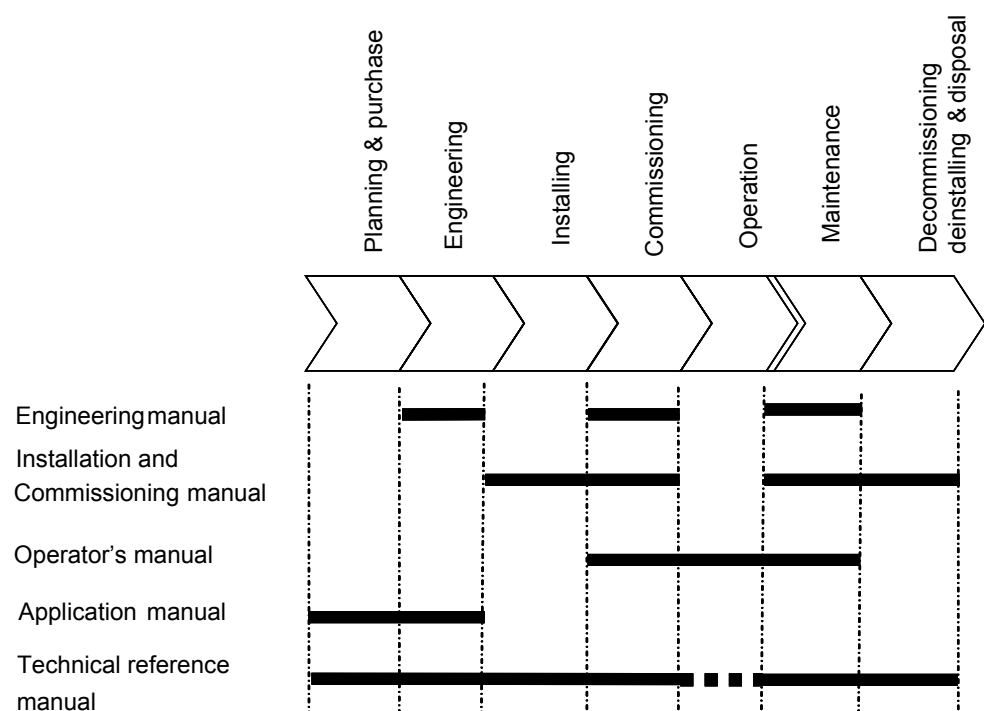 Planning & purchase
Engineering
Installing
Commissioning
Operation
Maintenance
Decommissioning
deinstalling & disposal
Engineering manual
Installation and
Commissioning manual
Operator’s manual
Application manual
Technical reference
manual